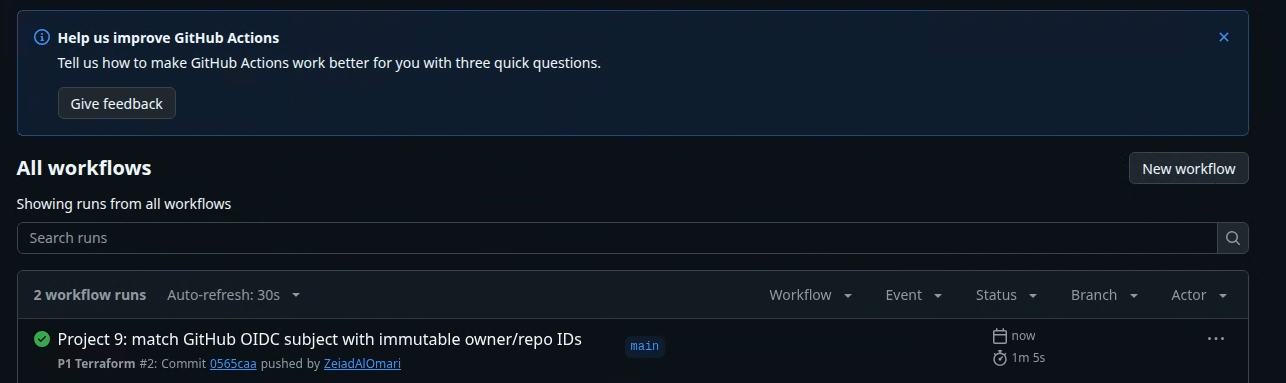 Help us improve GitHub Actions
Tell us how to make GitHub Actions work better for you with three quick questions.
Give feedback
All workflows
New workflow
Showing runs from all workflows
Search runs
2 workflow runs Auto-refresh: 30s Workflow Event Status Branch Actor
Project 9: match GitHub OIDC subject with immutable owner/repo IDs main now
P1 Terraform #2: Commit 0565caa pushed by ZeiadAlOmari 1m 5s